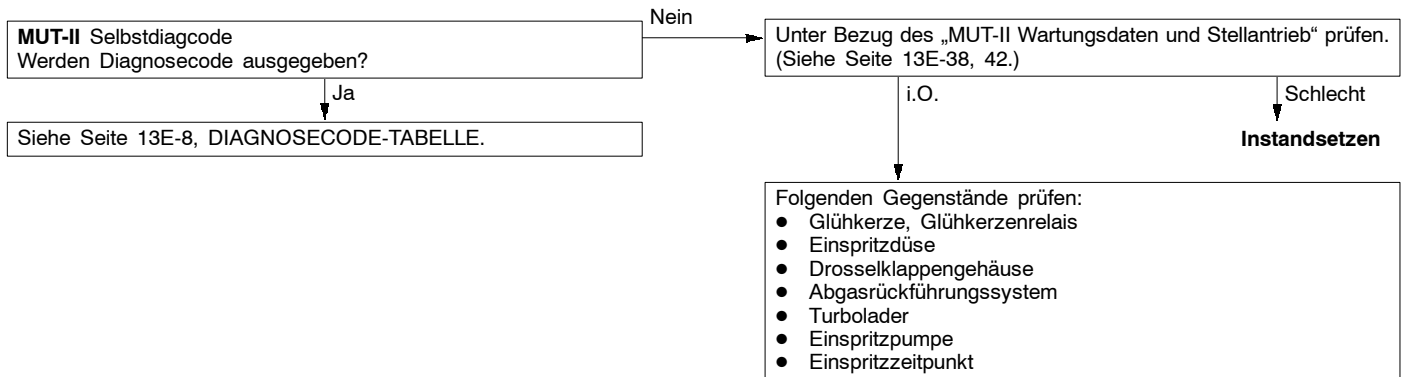 MUT-II Selbstdiagcode
Werden Diagnosecode ausgegeben?
Nein
Unter Bezug des „MUT-II Wartungsdaten und Stellantrieb“ prüfen.
(Siehe Seite 13E-38, 42.)
Ja
Siehe Seite 13E-8, DIAGNOSECODE-TABELLE.
i.O.
Schlecht
Instandsetzen
Folgenden Gegenstände prüfen:
● Glühkerze, Glühkerzenrelais
● Einspritzdüse
● Drosselklappengehäuse
● Abgasrückführungssystem
● Turbolader
● Einspritzpumpe
● Einspritzzeitpunkt